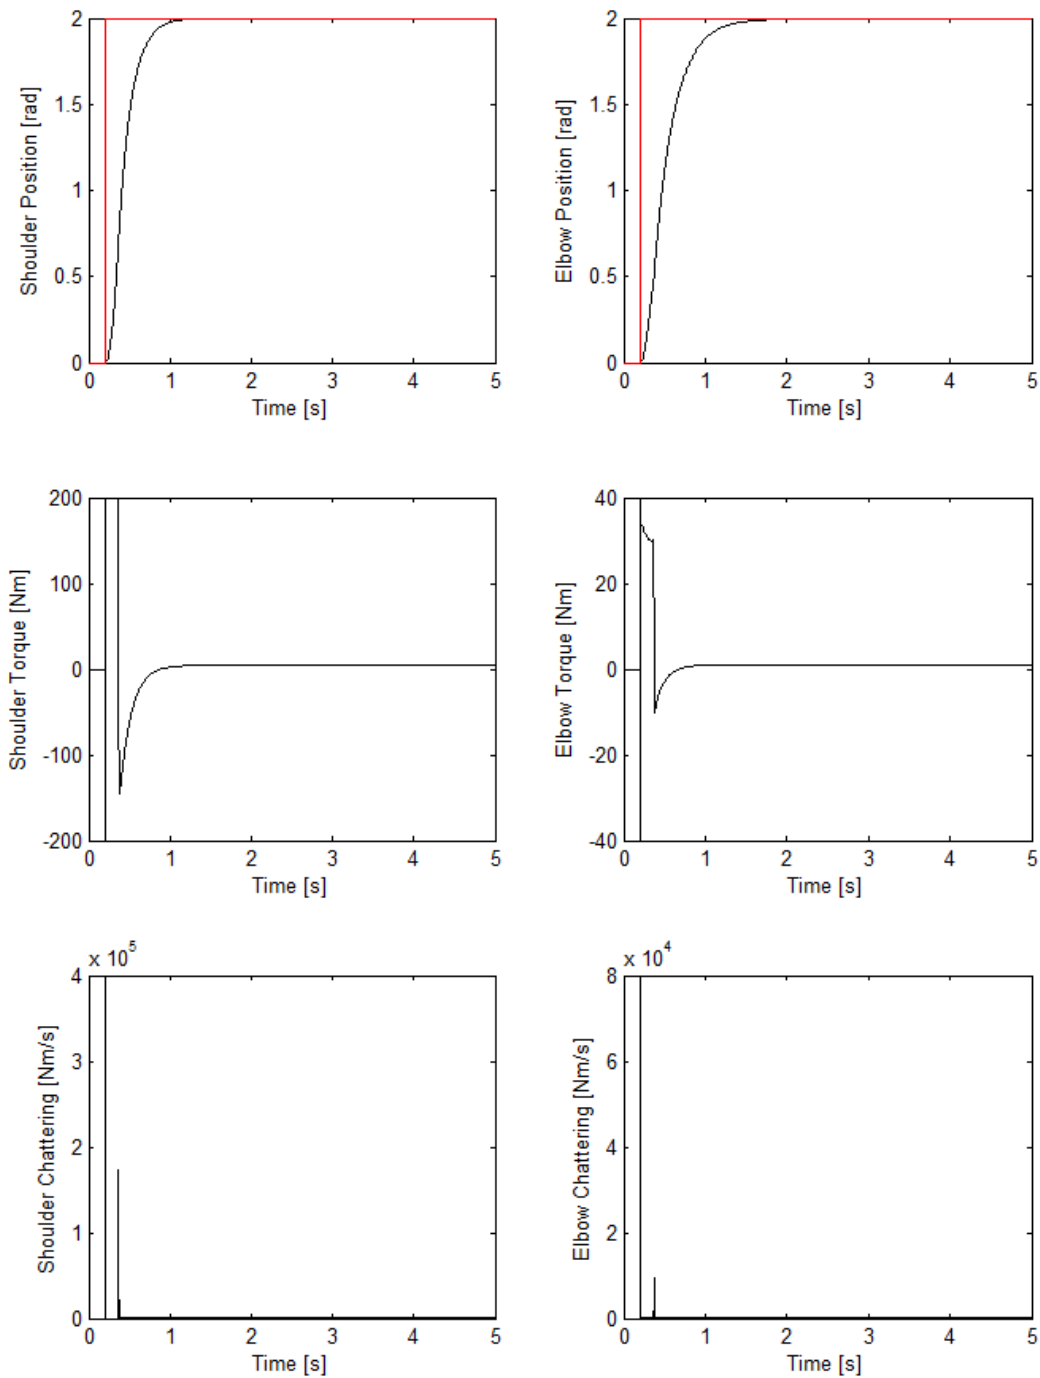 Shoulder Position [rad]
2
1.5
1
0.5
0
0 1 2 3 4 5
Time [s]
Elbow Position [rad]
2
1.5
1
0.5
0
0 1 2 3 4 5
Time [s]
Shoulder Torque [Nm]
200
100
0
-100
-200
0 1 2 3 4 5
Time [s]
Elbow Torque [Nm]
40
20
0
-20
-40
0 1 2 3 4 5
Time [s]
x 10^5
Shoulder Chattering [Nm/s]
4
3
2
1
0
0 1 2 3 4 5
Time [s]
x 10^4
Elbow Chattering [Nm/s]
8
6
4
2
0
0 1 2 3 4 5
Time [s]